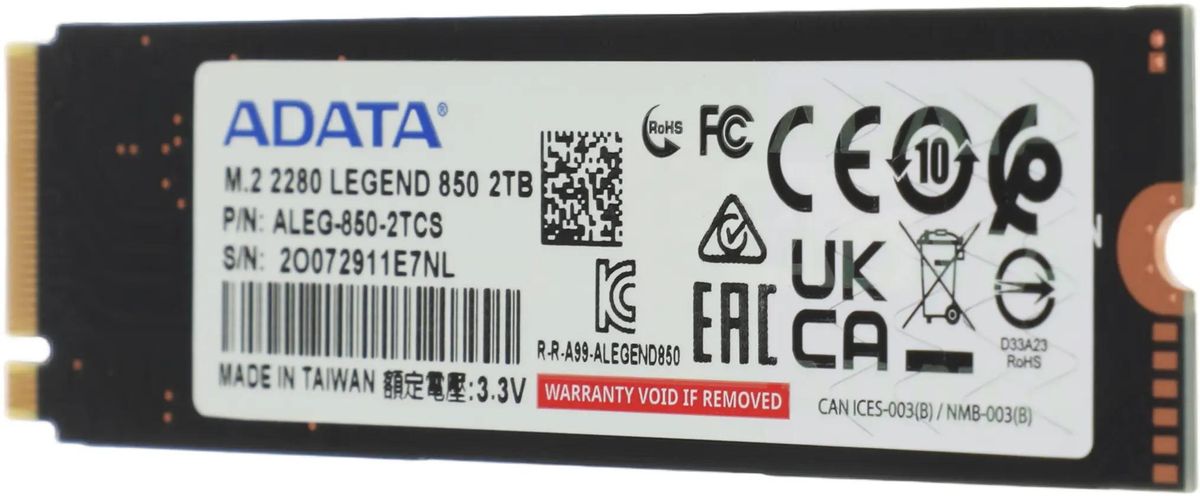 ADATA®
M.2 2280 LEGEND 850 2TB
P/N: ALEG-850-2TCS
S/N: 2O072911E7NL
MADE IN TAIWAN 額定電壓:3.3V
R-R-A99-ALEGEND850
WARRANTY VOID IF REMOVED
RoHS
FC
CE
10
KC
EAC
UK
CA
D33A23
RoHS
CAN ICES-003(B) / NMB-003(B)
N